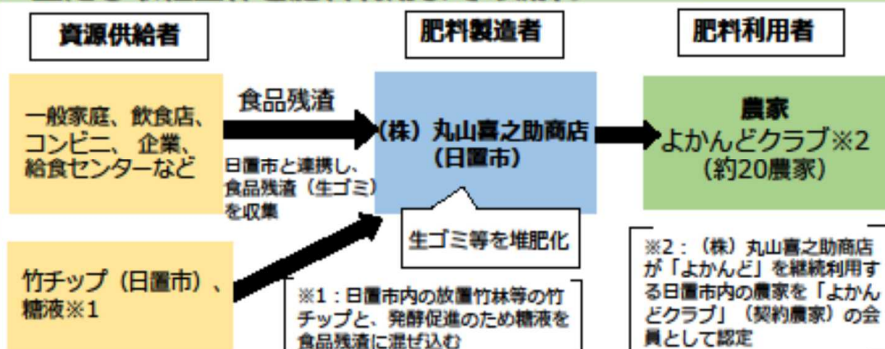 資源供給者
肥料製造者
肥料利用者
一般家庭、飲食店、
コンビニ、企業、
給食センターなど
食品残渣
日置市と連携し、
食品残渣（生ゴミ）
を収集
（株）丸山喜之助商店
（日置市）
農家
よかんどクラブ※2
（約20農家）
生ゴミ等を堆肥化
竹チップ（日置市）、
糖液※1
※1：日置市内の放置竹林等の竹
チップと、発酵促進のため糖液を
食品残渣に混ぜ込む
※2：（株）丸山喜之助商店
が「よかんど」を継続利用す
る日置市内の農家を「よかん
どクラブ」（契約農家）の会
員として認定